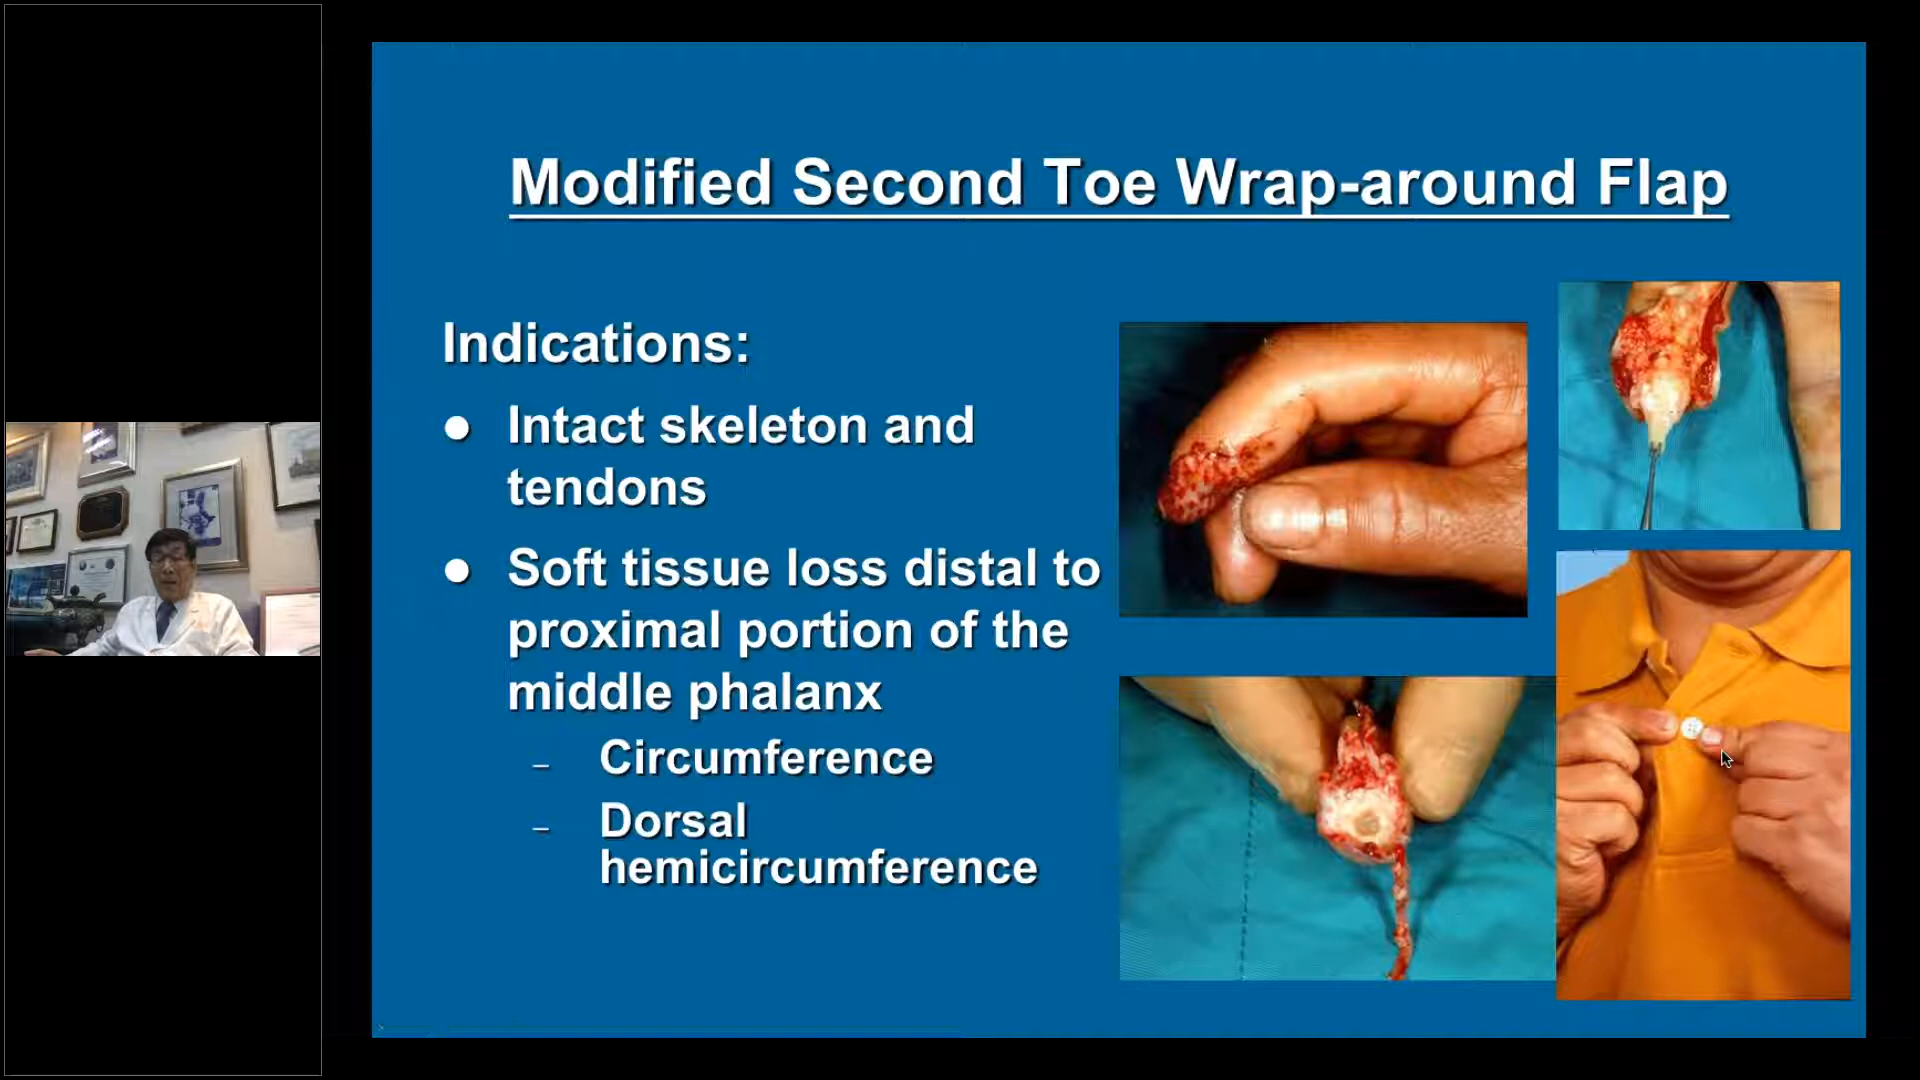 Modified Second Toe Wrap-around Flap
Indications:
● Intact skeleton and
tendons
● Soft tissue loss distal to
proximal portion of the
middle phalanx
– Circumference
– Dorsal
hemicircumference